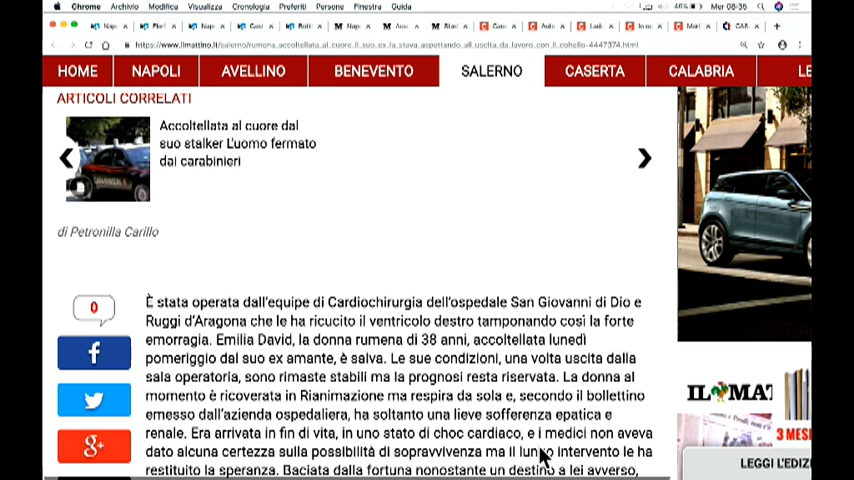 Chrome Archivio Modifica Visualizza Cronologia Preferiti Persone Finestra Guida 46% Mer 08:35
https://www.ilmattino.it/salerno/rumena_accoltellata_al_cuore_il_suo_ex_la_stava_aspettando_all_uscita_da_lavoro_con_il_coltello-4447374.html
HOME NAPOLI AVELLINO BENEVENTO SALERNO CASERTA CALABRIA LE
ARTICOLI CORRELATI
Accoltellata al cuore dal
suo stalker L'uomo fermato
dai carabinieri
di Petronilla Carillo
0
È stata operata dall'equipe di Cardiochirurgia dell'ospedale San Giovanni di Dio e
Ruggi d'Aragona che le ha ricucito il ventricolo destro tamponando così la forte
emorragia. Emilia David, la donna rumena di 38 anni, accoltellata lunedì
pomeriggio dal suo ex amante, è salva. Le sue condizioni, una volta uscita dalla
sala operatoria, sono rimaste stabili ma la prognosi resta riservata. La donna al
momento è ricoverata in Rianimazione ma respira da sola e, secondo il bollettino
emesso dall'azienda ospedaliera, ha soltanto una lieve sofferenza epatica e
renale. Era arrivata in fin di vita, in uno stato di choc cardiaco, e i medici non aveva
dato alcuna certezza sulla possibilità di sopravvivenza ma il lungo intervento le ha
restituito la speranza. Baciata dalla fortuna nonostante un destino a lei avverso,
f
g+
CARABINIERI
IL MAT
3 MESI
LEGGI L'EDIZI